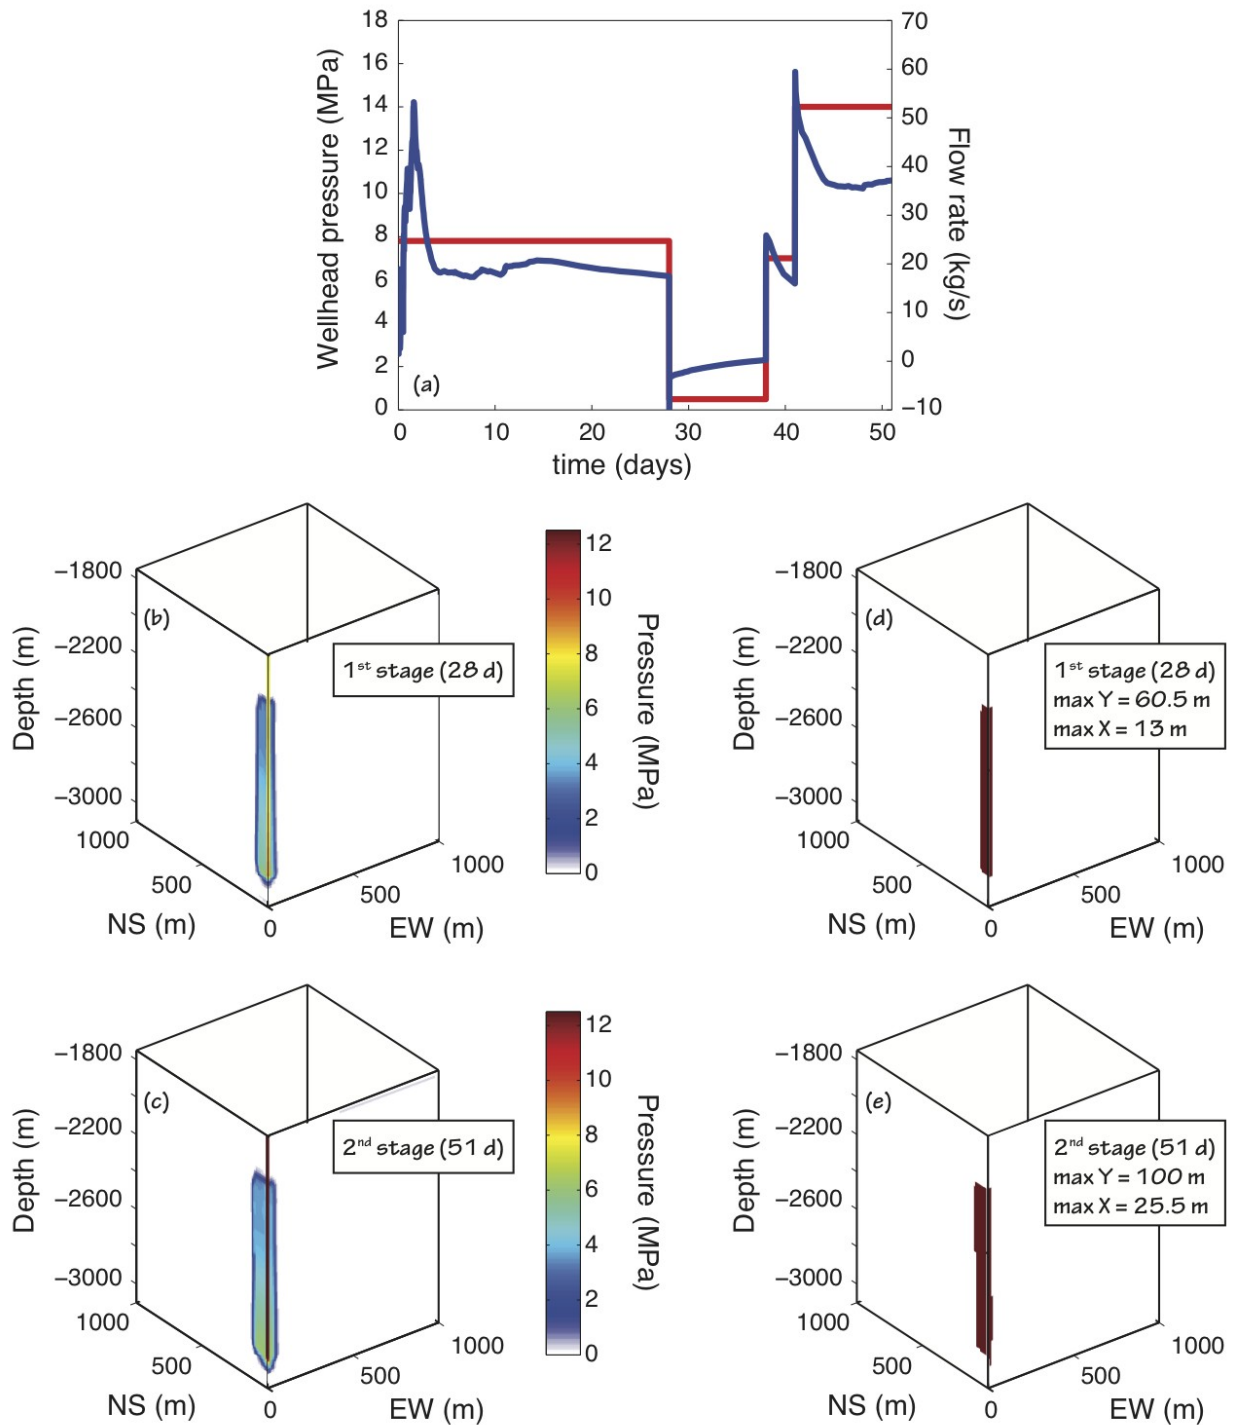 18
16
14
12
10
8
6
4
2
0
Wellhead pressure (MPa)
70
60
50
40
30
20
10
0
−10
Flow rate (kg/s)
(a)
0 10 20 30 40 50
time (days)
−1800
−2200
−2600
−3000
Depth (m)
(b)
1st stage (28 d)
1000
500
NS (m)
0
500
1000
EW (m)
12
10
8
6
4
2
0
Pressure (MPa)
−1800
−2200
−2600
−3000
Depth (m)
(d)
1st stage (28 d)
max Y = 60.5 m
max X = 13 m
1000
500
NS (m)
0
500
1000
EW (m)
−1800
−2200
−2600
−3000
Depth (m)
(c)
2nd stage (51 d)
1000
500
NS (m)
0
500
1000
EW (m)
12
10
8
6
4
2
0
Pressure (MPa)
−1800
−2200
−2600
−3000
Depth (m)
(e)
2nd stage (51 d)
max Y = 100 m
max X = 25.5 m
1000
500
NS (m)
0
500
1000
EW (m)